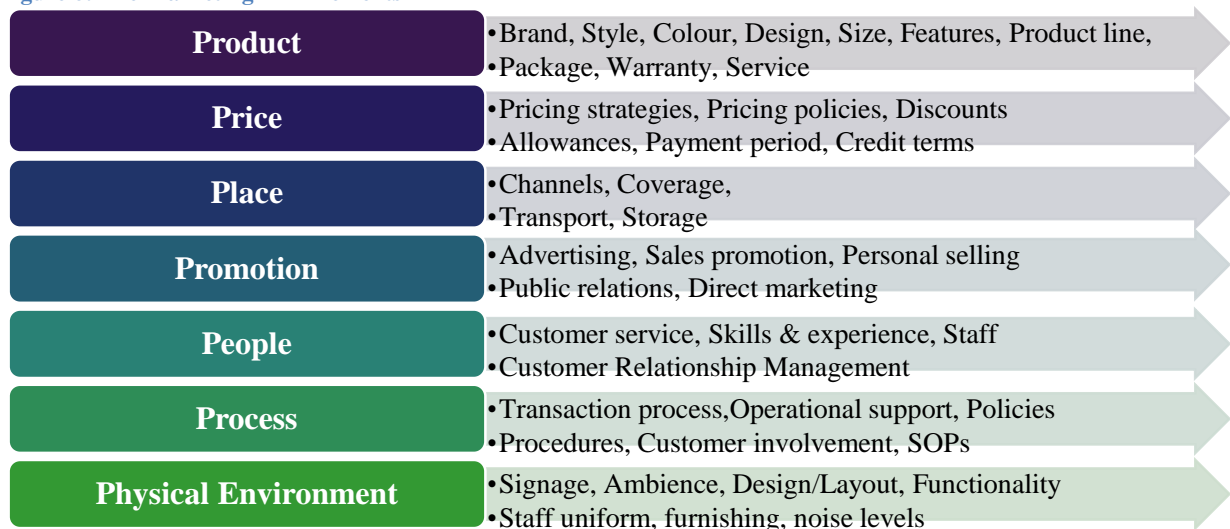 Product
•Brand, Style, Colour, Design, Size, Features, Product line,
•Package, Warranty, Service
Price
•Pricing strategies, Pricing policies, Discounts
•Allowances, Payment period, Credit terms
Place
•Channels, Coverage,
•Transport, Storage
Promotion
•Advertising, Sales promotion, Personal selling
•Public relations, Direct marketing
People
•Customer service, Skills & experience, Staff
•Customer Relationship Management
Process
•Transaction process,Operational support, Policies
•Procedures, Customer involvement, SOPs
Physical Environment
•Signage, Ambience, Design/Layout, Functionality
•Staff uniform, furnishing, noise levels